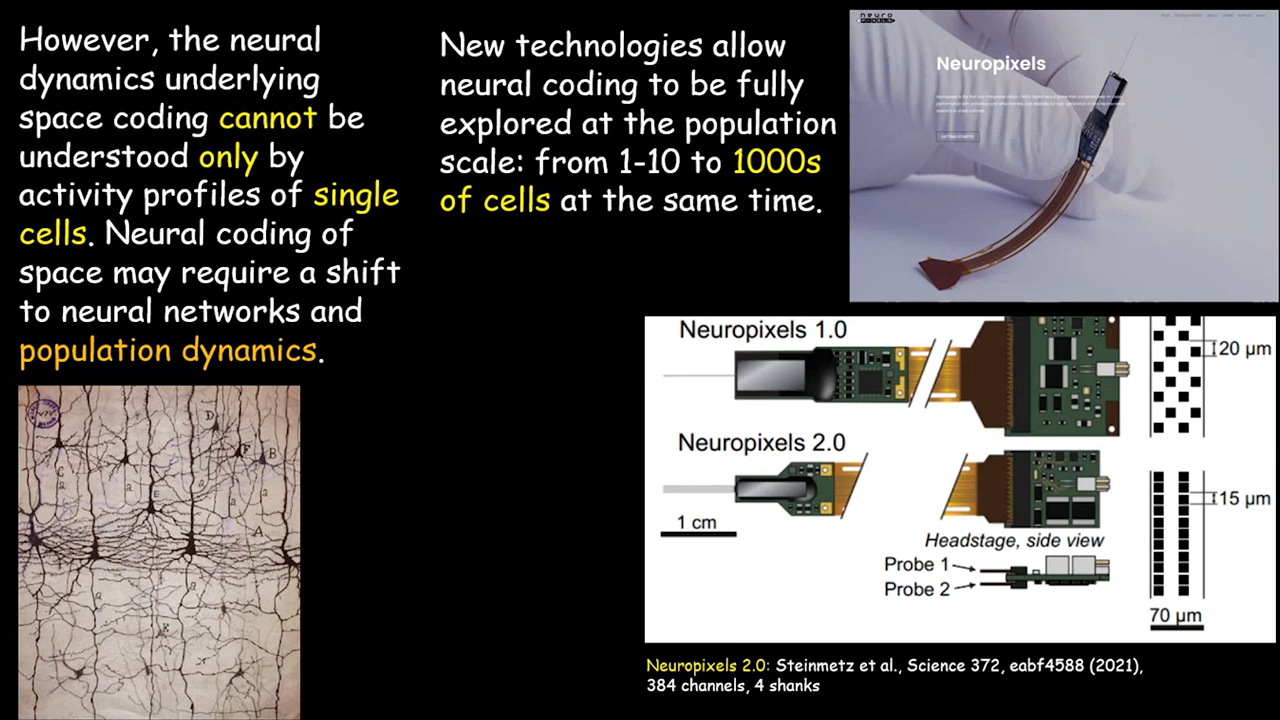 However, the neural
dynamics underlying
space coding cannot be
understood only by
activity profiles of single
cells. Neural coding of
space may require a shift
to neural networks and
population dynamics.
New technologies allow
neural coding to be fully
explored at the population
scale: from 1-10 to 1000s
of cells at the same time.
neuro
PIXELS
Neuropixels
GETTING STARTED
Neuropixels 1.0
20 µm
Neuropixels 2.0
15 µm
1 cm
Headstage, side view
Probe 1
Probe 2
70 µm
D
F
B
C
a
a
a
a
a
E
A
a
a
E
Neuropixels 2.0: Steinmetz et al., Science 372, eabf4588 (2021),
384 channels, 4 shanks